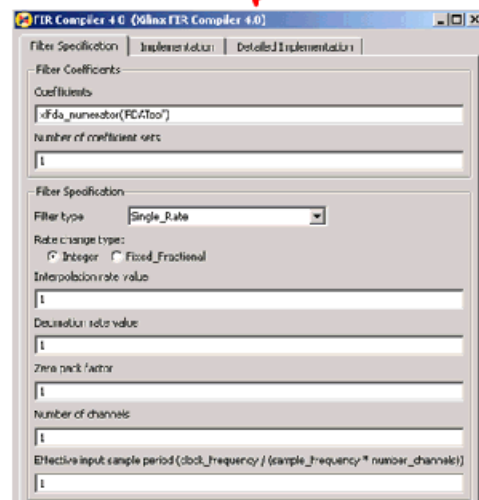 FIR Compiler 4.0 (Xilinx FIR Compiler 4.0)
Filter Specification Implementation Detailed Implementation
Filter Coefficients
Coefficients
xlfda_numerator('FDATool')
Number of coefficient sets
1
Filter Specification
Filter type Single_Rate
Rate change type:
Integer Fixed_Fractional
Interpolation rate value
1
Decimation rate value
1
Zero pack factor
1
Number of channels
1
Effective input sample period (clock_frequency / (sample_frequency * number_channels))
1